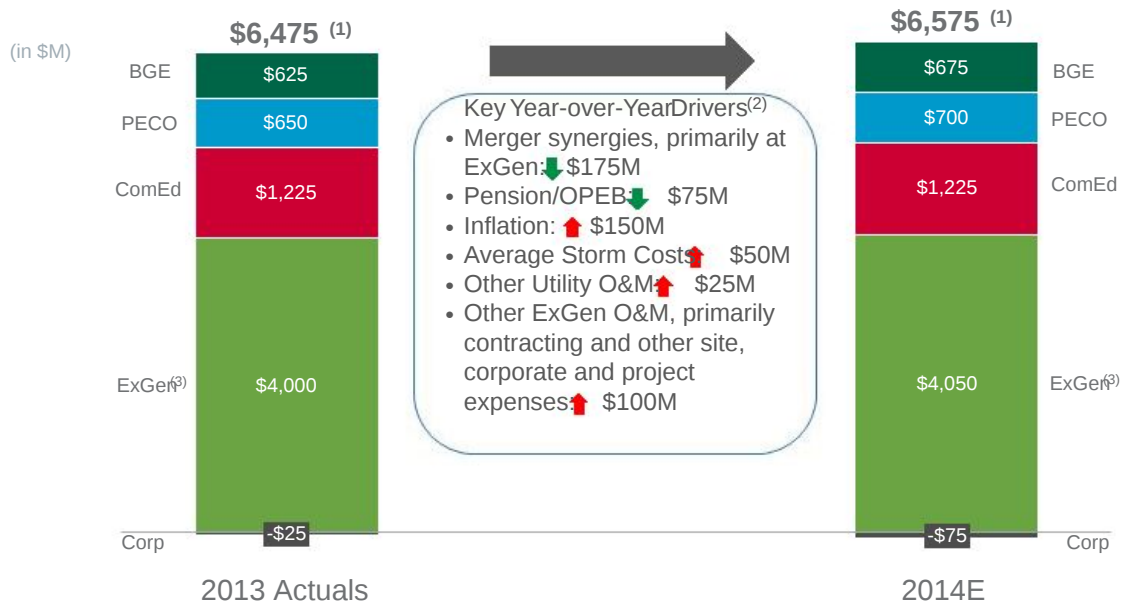 $6,475 (1)
(in $M)
BGE
$625
PECO
$650
ComEd
$1,225
ExGen(3)
$4,000
-$25
Corp
2013 Actuals
Key Year-over-YearDrivers(2)
• Merger synergies, primarily at
ExGen: $175M
• Pension/OPEB: $75M
• Inflation: $150M
• Average Storm Costs: $50M
• Other Utility O&M: $25M
• Other ExGen O&M, primarily
contracting and other site,
corporate and project
expenses: $100M
$6,575 (1)
$675
BGE
$700
PECO
$1,225
ComEd
$4,050
ExGen(3)
-$75
Corp
2014E